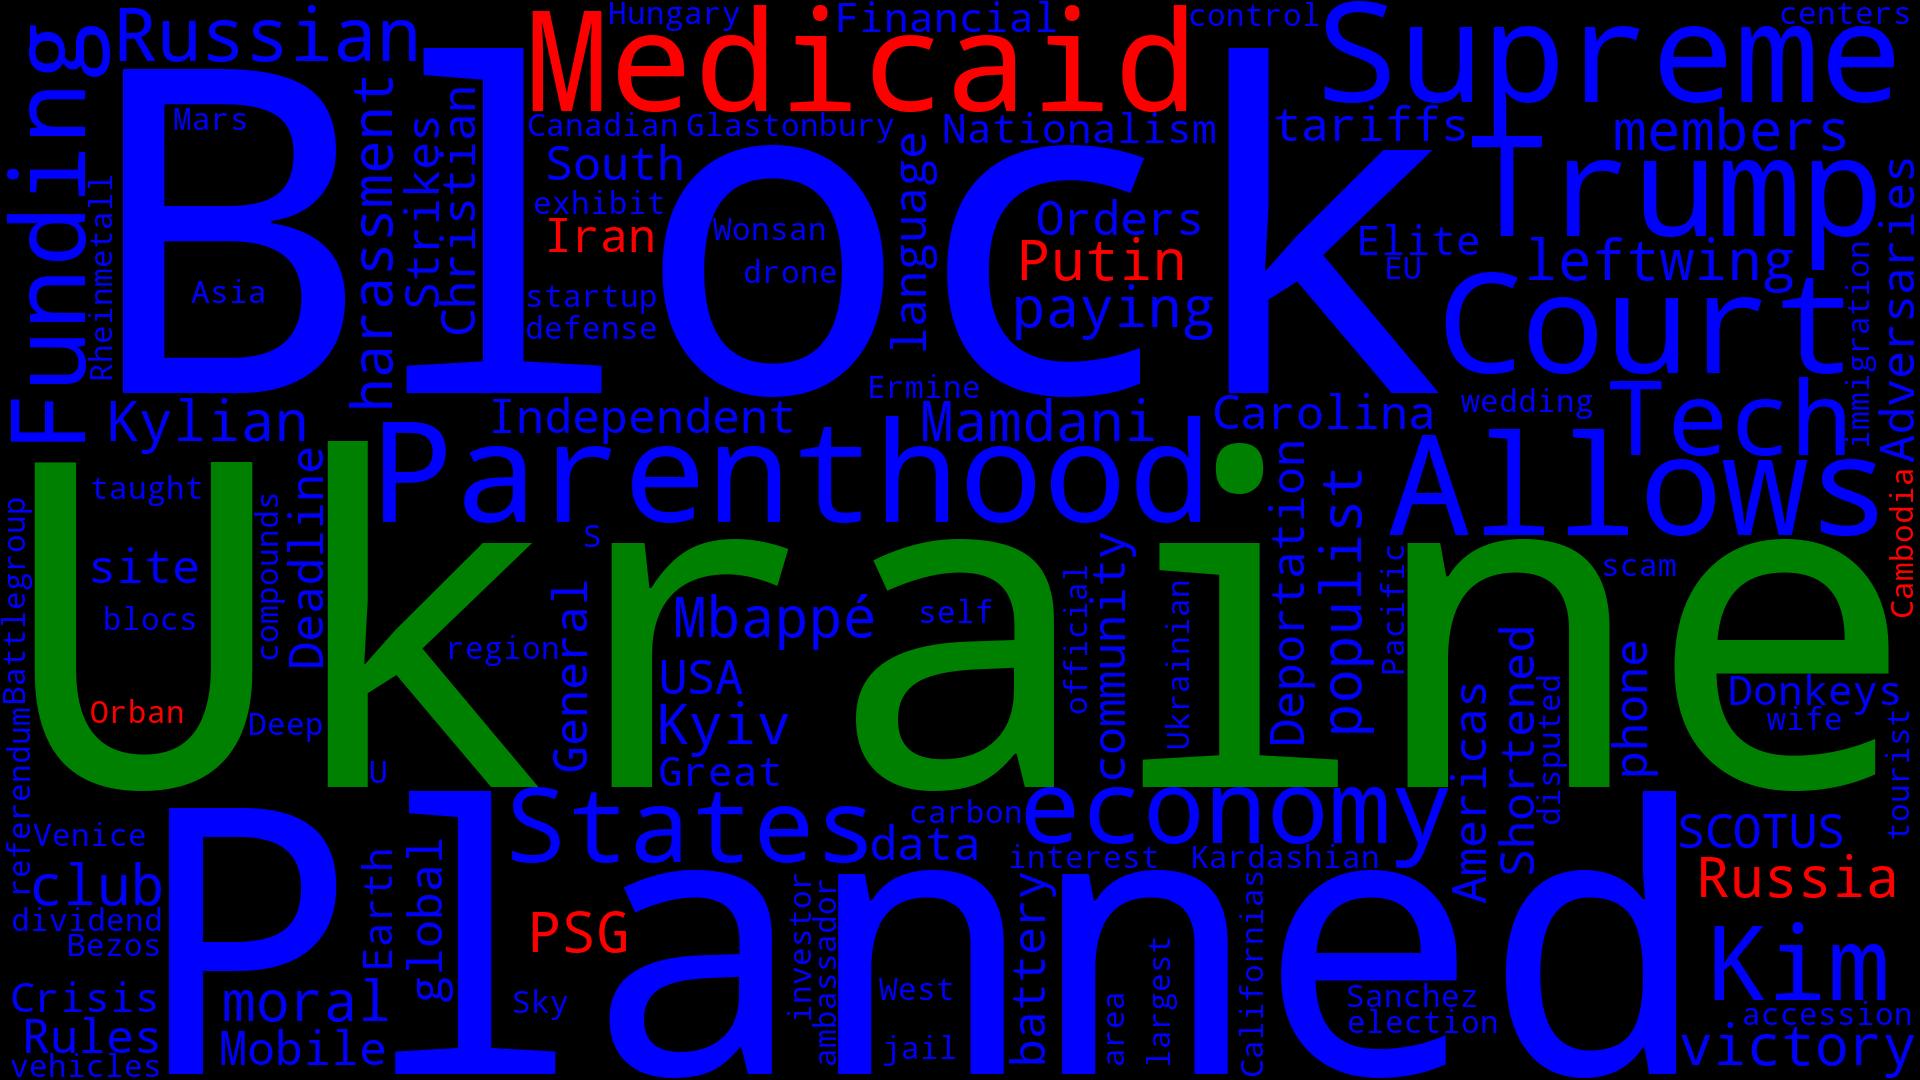 Hungary
Financial
control
centers
Russian
Medicaid
Supreme
Funding
Block
Mars
Canadian
Glastonbury
Nationalism
tariffs
members
harassment
Strikes
Christian
South
language
Trump
Rheinmetall
exhibit
Orders
Adversaries
Iran
Wonsan
Putin
Elite
EU
leftwing
immigration
Asia
startup
drone
paying
Court
defense
Ermine
wedding
Tech
Kylian
Independent
Mamdani
Carolina
Parenthood
Allows
Ukraine
taught
compounds
Deadline
S
Deportation
populist
Cambodia
Battlegroup
site
community
Pacific
scam
blocs
General
Mbappé
self
official
Ukrainian
region
USA
Shortened
phone
Orban
Deep
Kyiv
Americas
disputed
Donkeys
wife
U
Great
tourist
referendum
Venice
States
carbon
economy
data
SCOTUS
interest
Kardashian
Planned
club
Earth
global
Russia
dividend
PSG
investor
ambassador
battery
Californias
Bezos
largest
Kim
Crisis
moral
Sky
West
area
Sanchez
accession
Rules
Mobile
jail
election
victory
vehicles